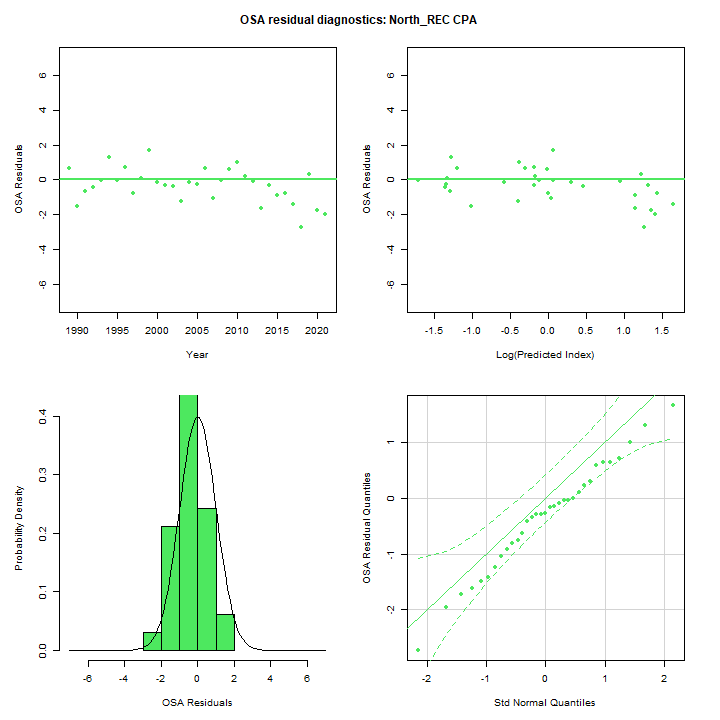 OSA residual diagnostics: North_REC CPA
OSA Residuals
6
4
2
0
-2
-4
-6
1990 1995 2000 2005 2010 2015 2020
Year
OSA Residuals
6
4
2
0
-2
-4
-6
-1.5 -1.0 -0.5 0.0 0.5 1.0 1.5
Log(Predicted Index)
Probability Density
0.4
0.3
0.2
0.1
0.0
-6 -4 -2 0 2 4 6
OSA Residuals
OSA Residual Quantiles
1
0
-1
-2
-2 -1 0 1 2
Std Normal Quantiles